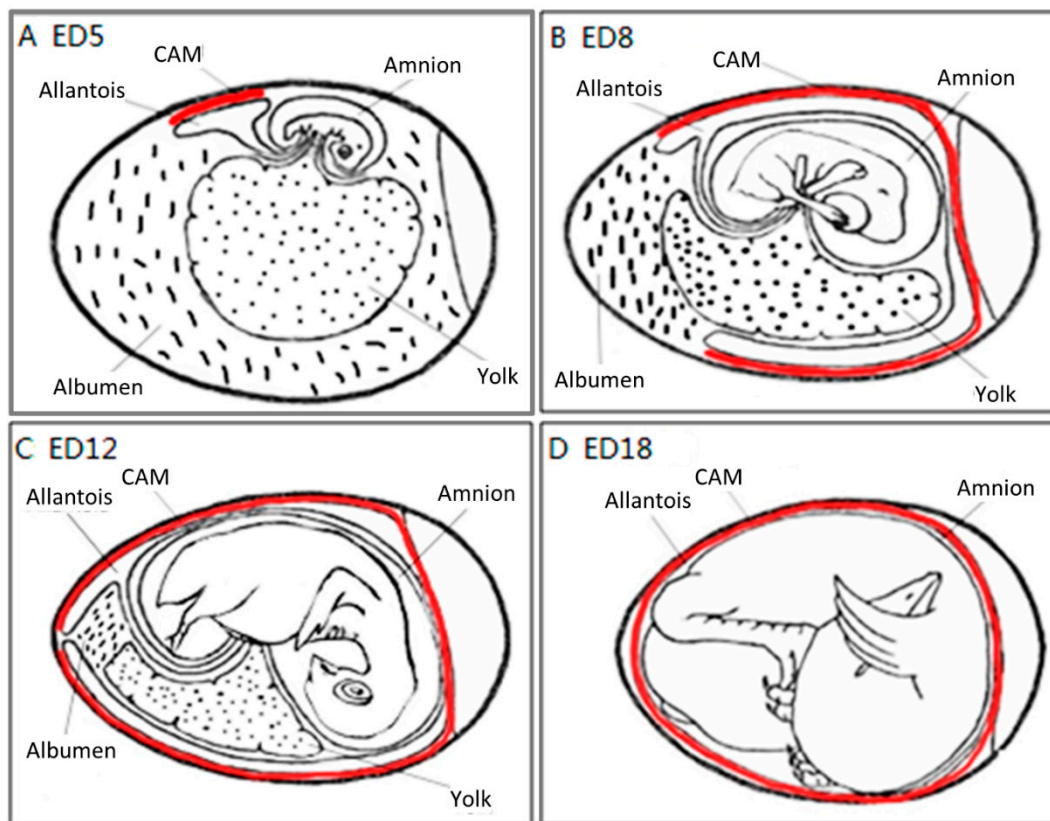 A ED5
CAM
Amnion
Allantois
Albumen
Yolk
B ED8
CAM
Amnion
Allantois
Albumen
Yolk
C ED12
CAM
Allantois
Amnion
Albumen
Yolk
D ED18
CAM
Allantois
Amnion